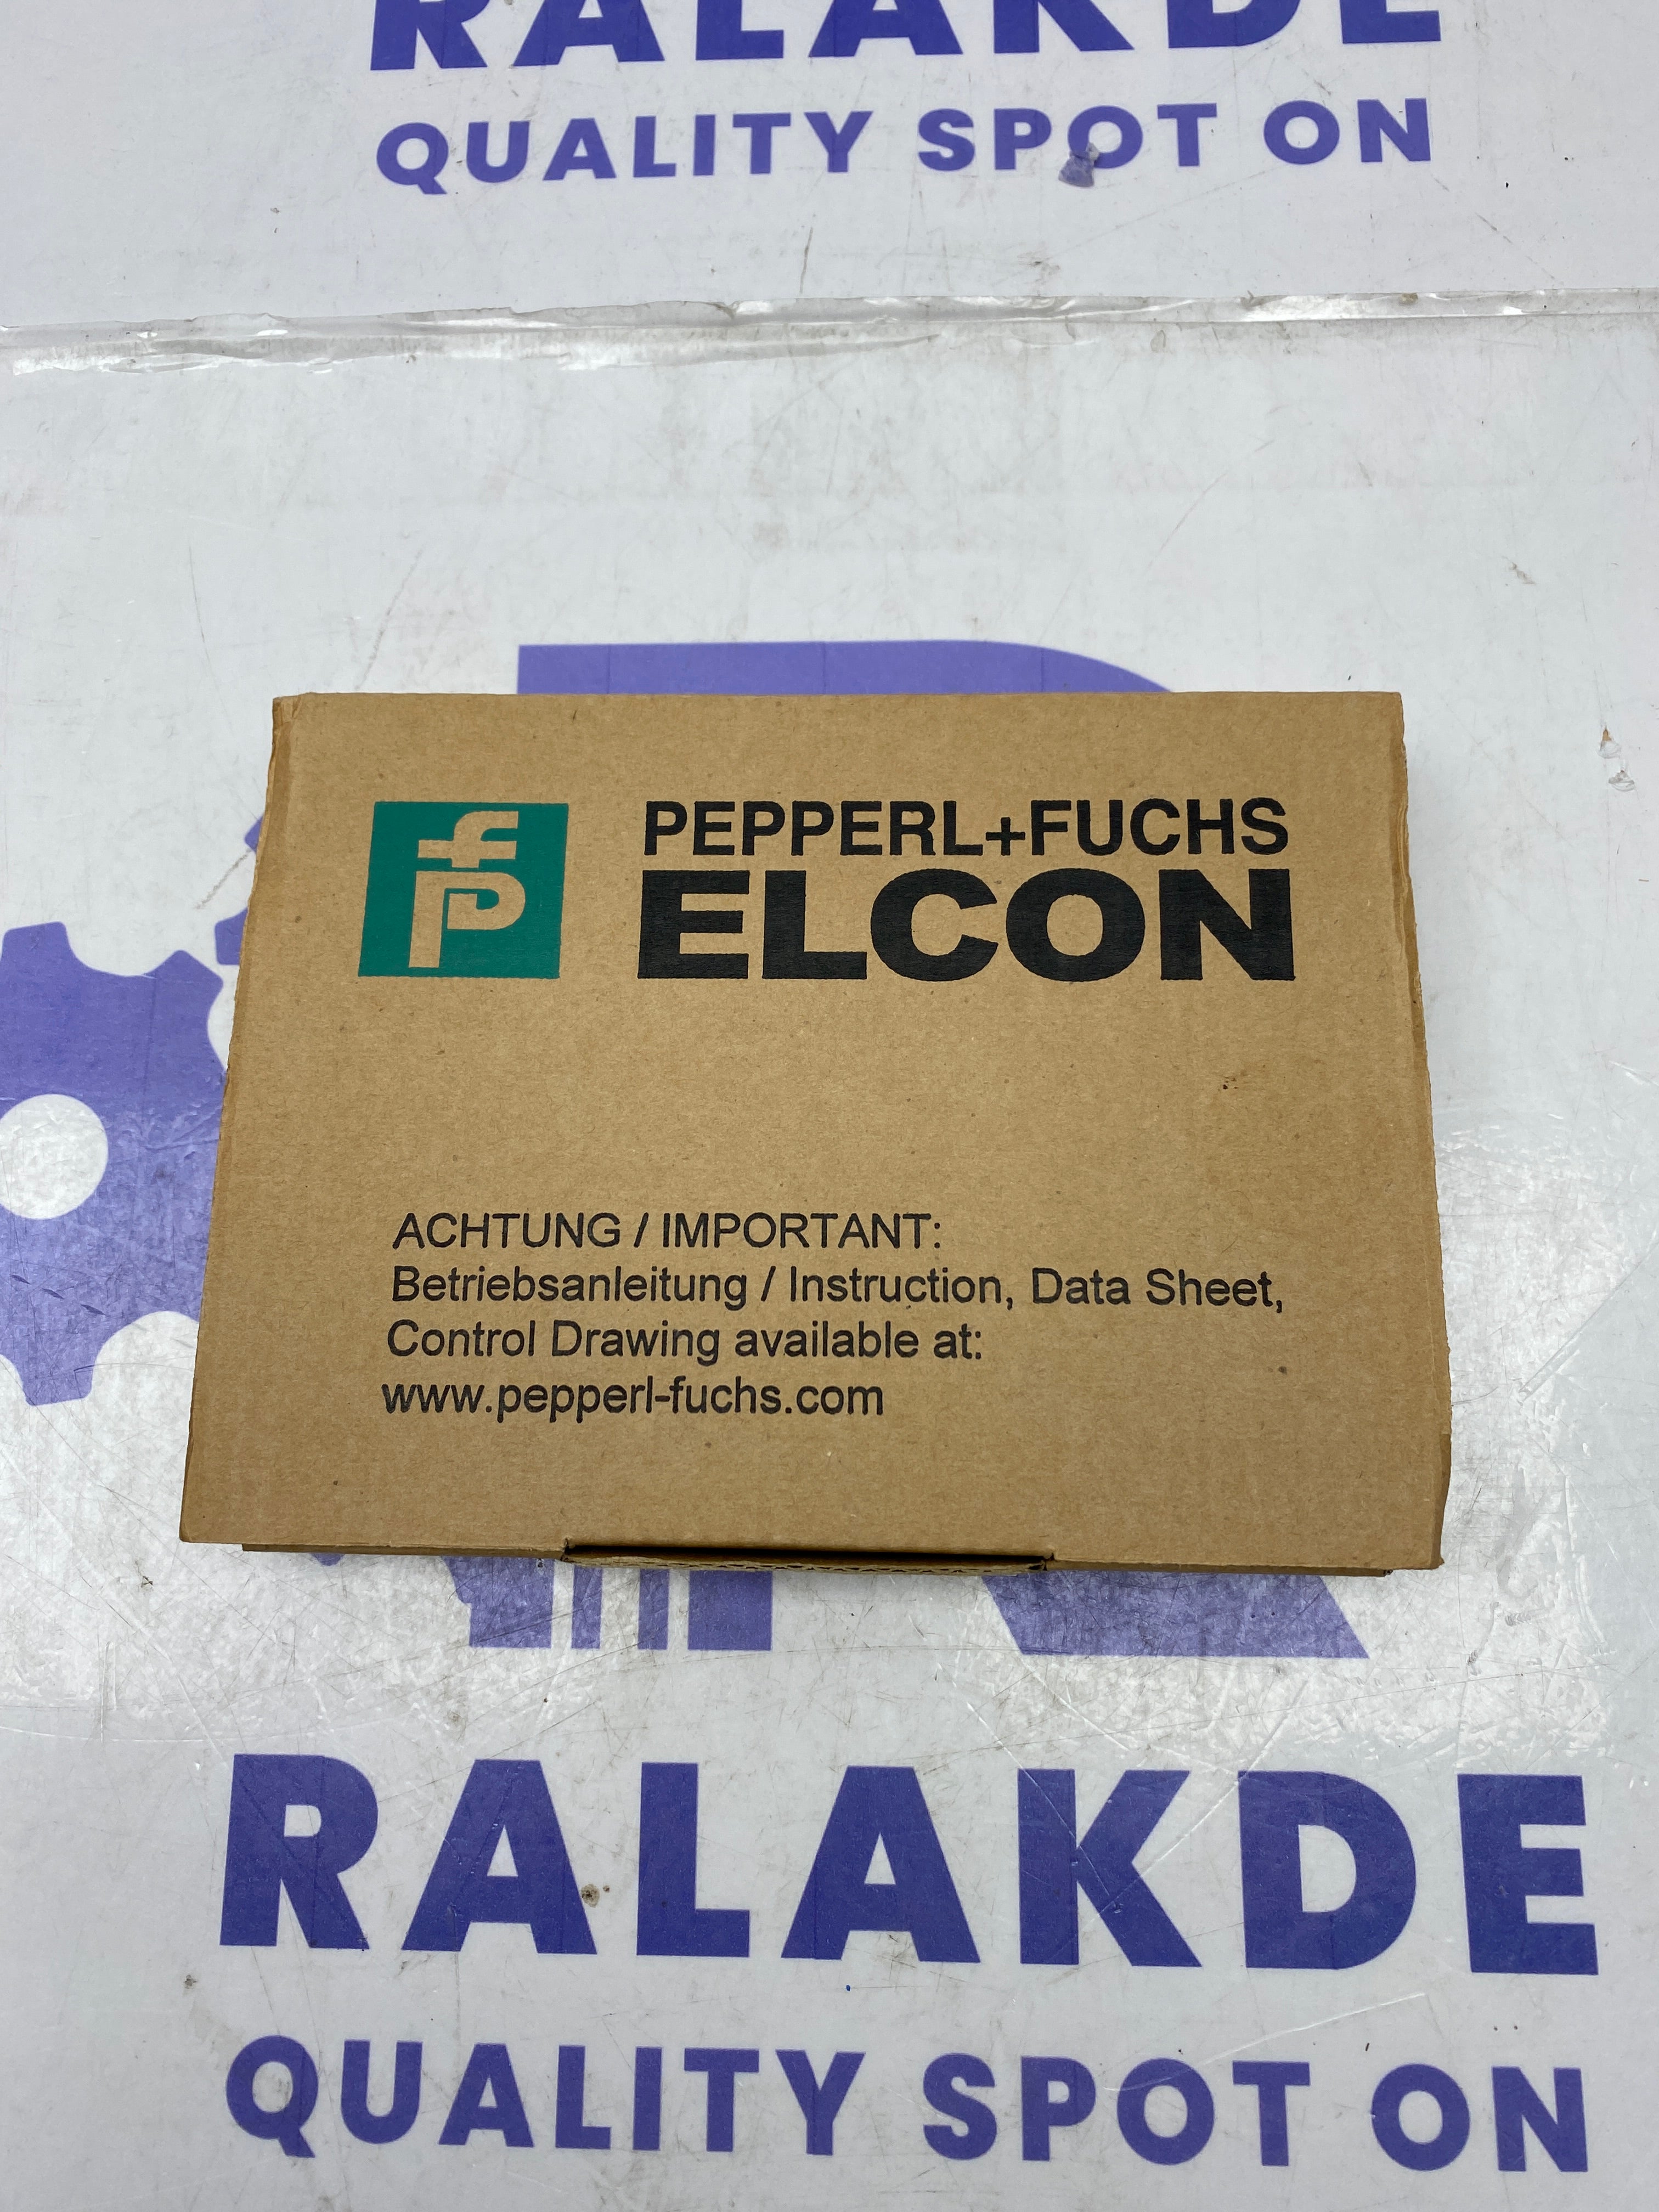 RALAKDE
QUALITY SPOT ON
fp
PEPPERL+FUCHS
ELCON
ACHTUNG / IMPORTANT:
Betriebsanleitung / Instruction, Data Sheet,
Control Drawing available at:
www.pepperl-fuchs.com
RALAKDE
QUALITY SPOT ON